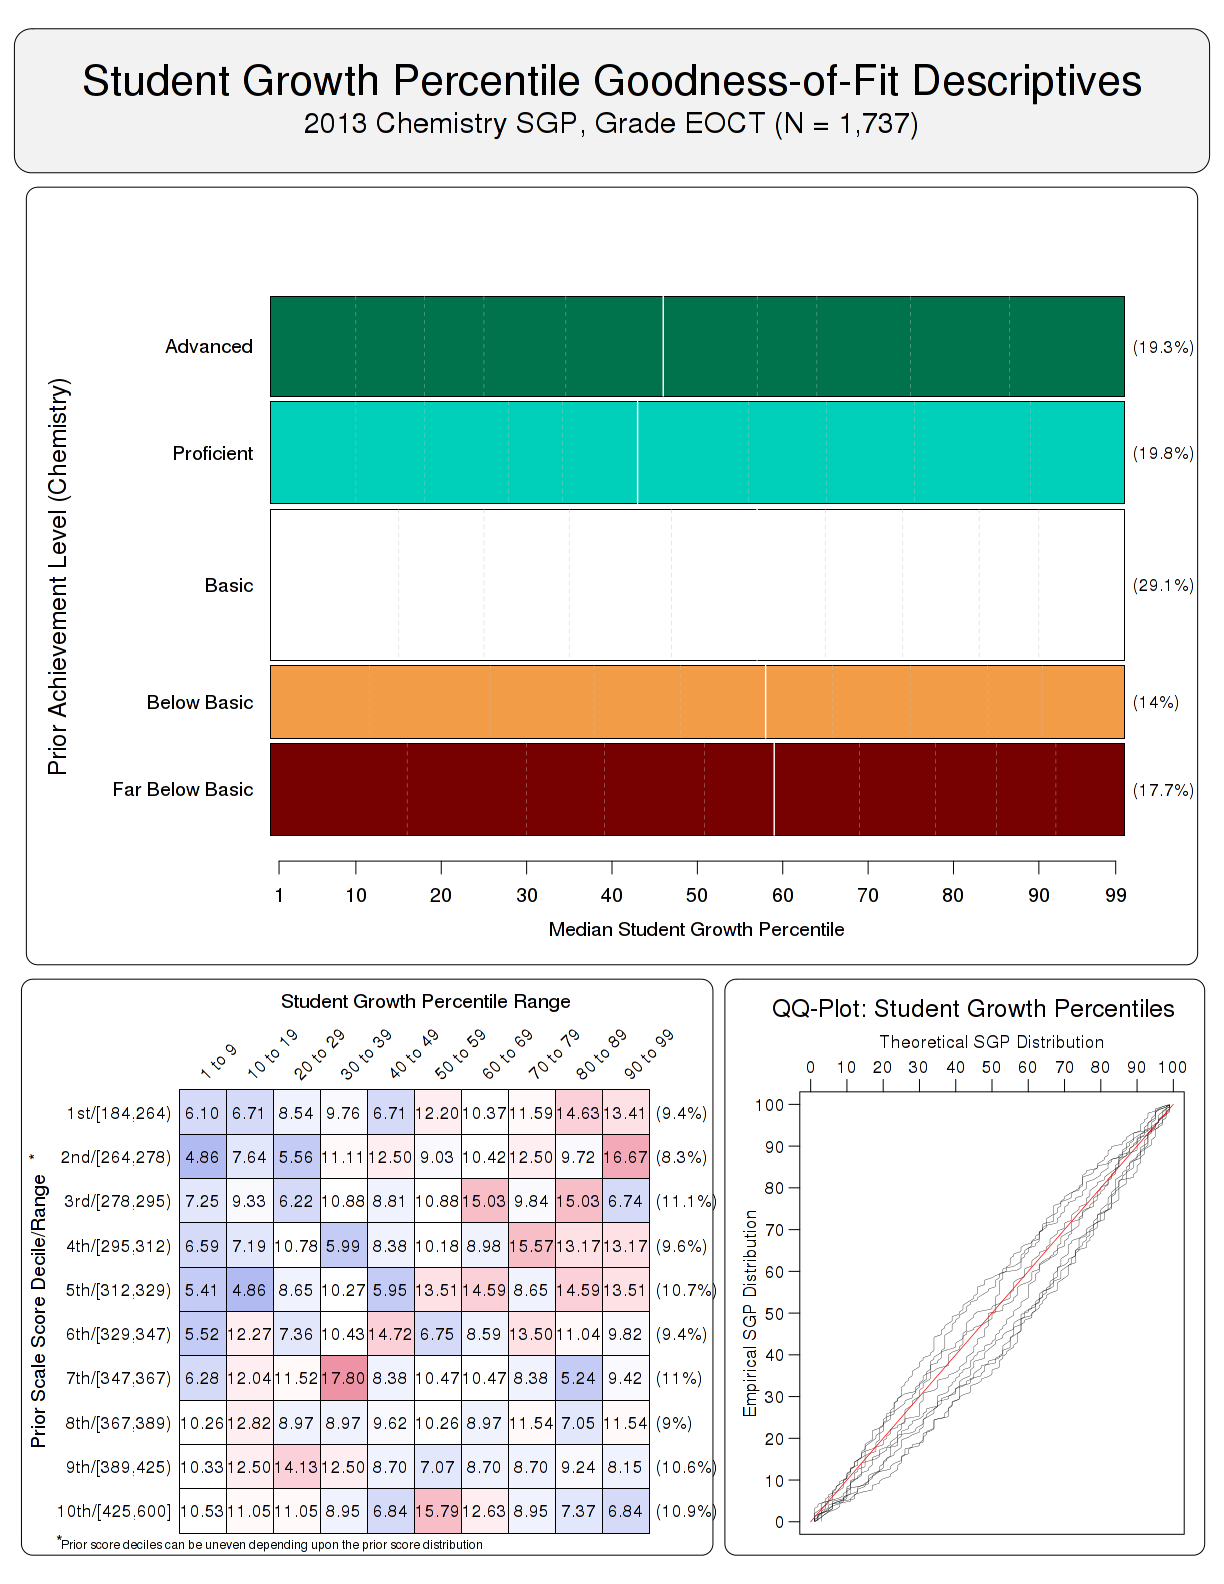 Student Growth Percentile Goodness-of-Fit Descriptives
2013 Chemistry SGP, Grade EOCT (N = 1,737)
Prior Achievement Level (Chemistry)
Advanced (19.3%)
Proficient (19.8%)
Basic (29.1%)
Below Basic (14%)
Far Below Basic (17.7%)
1 10 20 30 40 50 60 70 80 90 99
Median Student Growth Percentile
Student Growth Percentile Range
1 to 9 10 to 19 20 to 29 30 to 39 40 to 49 50 to 59 60 to 69 70 to 79 80 to 89 90 to 99
Prior Scale Score Decile/Range *
1st/[184,264) 6.10 6.71 8.54 9.76 6.71 12.20 10.37 11.59 14.63 13.41 (9.4%)
2nd/[264,278) 4.86 7.64 5.56 11.11 12.50 9.03 10.42 12.50 9.72 16.67 (8.3%)
3rd/[278,295) 7.25 9.33 6.22 10.88 8.81 10.88 15.03 9.84 15.03 6.74 (11.1%)
4th/[295,312) 6.59 7.19 10.78 5.99 8.38 10.18 8.98 15.57 13.17 13.17 (9.6%)
5th/[312,329) 5.41 4.86 8.65 10.27 5.95 13.51 14.59 8.65 14.59 13.51 (10.7%)
6th/[329,347) 5.52 12.27 7.36 10.43 14.72 6.75 8.59 13.50 11.04 9.82 (9.4%)
7th/[347,367) 6.28 12.04 11.52 17.80 8.38 10.47 10.47 8.38 5.24 9.42 (11%)
8th/[367,389) 10.26 12.82 8.97 8.97 9.62 10.26 8.97 11.54 7.05 11.54 (9%)
9th/[389,425) 10.33 12.50 14.13 12.50 8.70 7.07 8.70 8.70 9.24 8.15 (10.6%)
10th/[425,600] 10.53 11.05 11.05 8.95 6.84 15.79 12.63 8.95 7.37 6.84 (10.9%)
*Prior score deciles can be uneven depending upon the prior score distribution
QQ-Plot: Student Growth Percentiles
Theoretical SGP Distribution
0 10 20 30 40 50 60 70 80 90 100
Empirical SGP Distribution
100
90
80
70
60
50
40
30
20
10
0